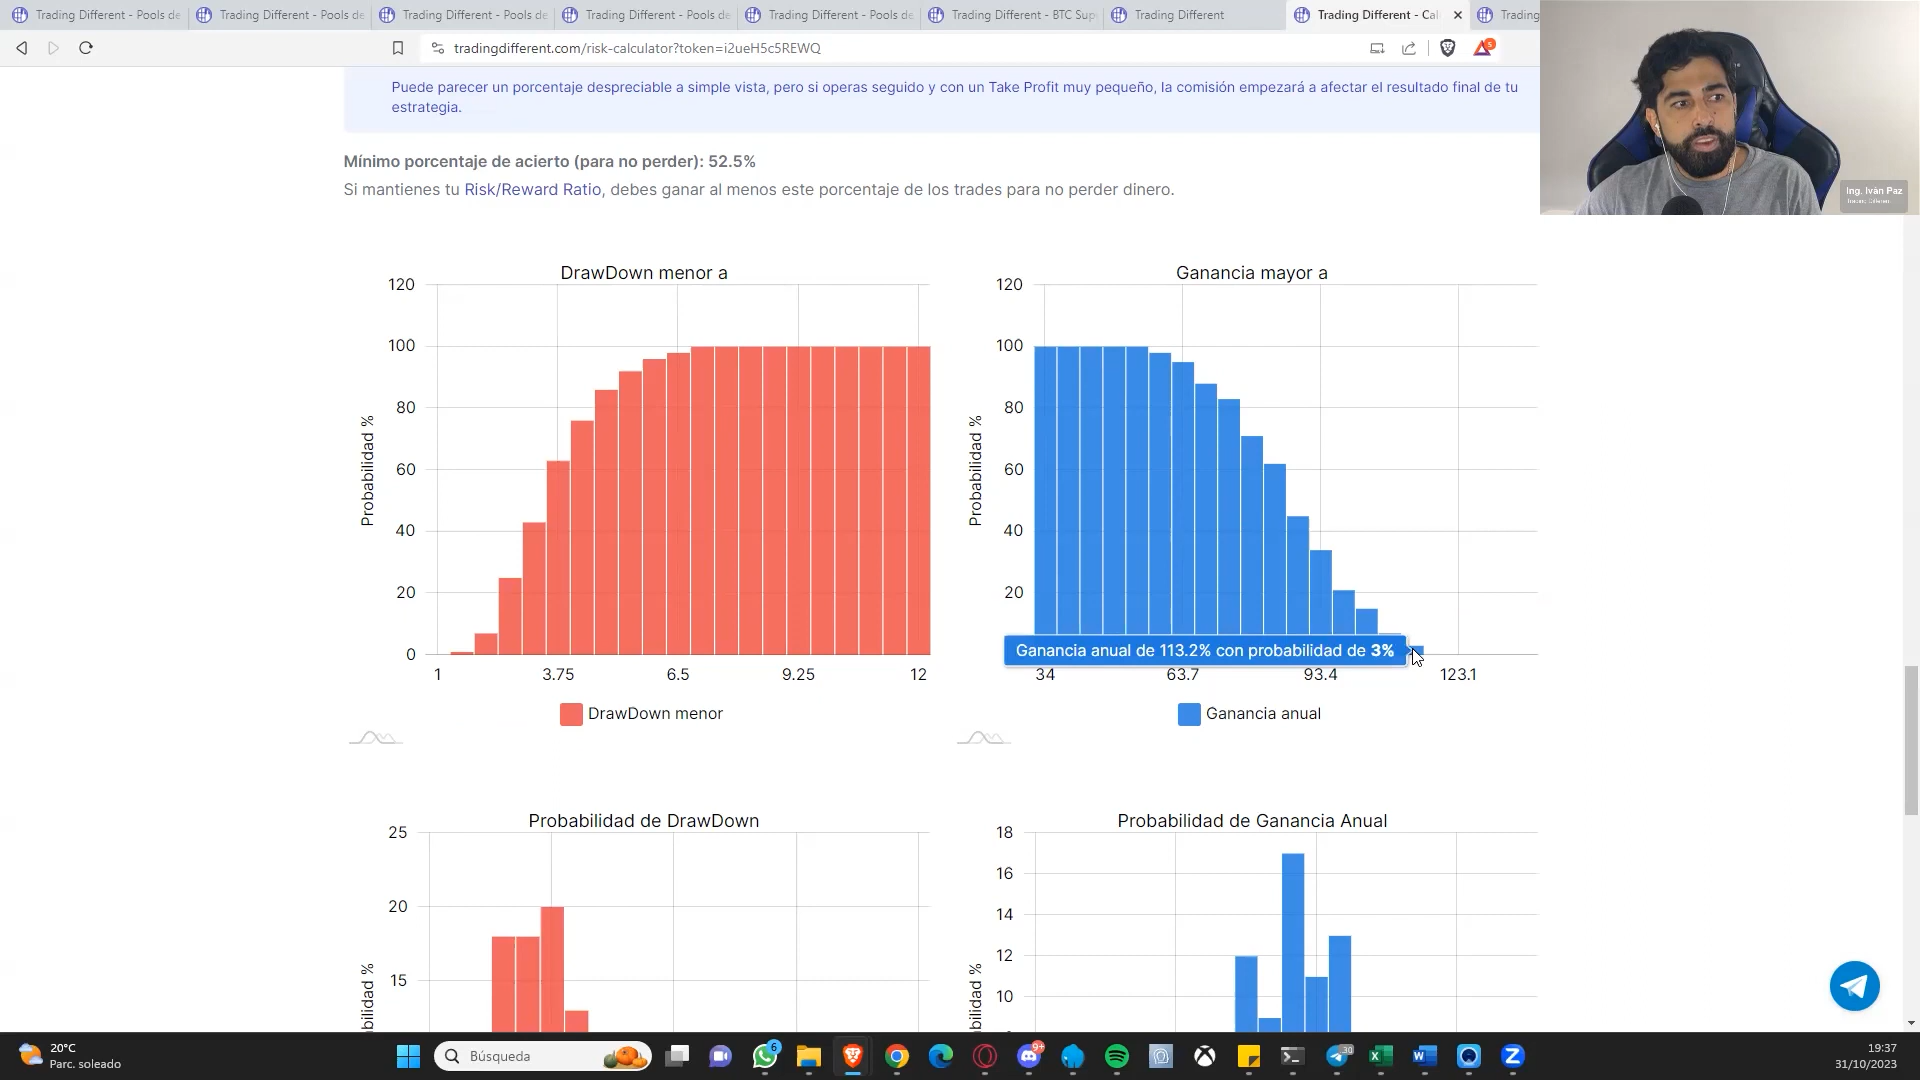 Trading Different - Pools de
Trading Different - Pools de
Trading Different - Pools de
Trading Different - Pools de
Trading Different - Pools de
Trading Different - BTC Sup
Trading Different
Trading Different - Cal
Trading
tradingdifferent.com/risk-calculator?token=i2ueH5c5REWQ
5
Ing. Iván Paz
Trading Different
Puede parecer un porcentaje despreciable a simple vista, pero si operas seguido y con un Take Profit muy pequeño, la comisión empezará a afectar el resultado final de tu
estrategia.
Mínimo porcentaje de acierto (para no perder): 52.5%
Si mantienes tu Risk/Reward Ratio, debes ganar al menos este porcentaje de los trades para no perder dinero.
DrawDown menor a
120
100
80
60
40
20
0
Probabilidad %
1
3.75
6.5
9.25
12
DrawDown menor
Ganancia mayor a
120
100
80
60
40
20
Probabilidad %
Ganancia anual de 113.2% con probabilidad de 3%
34
63.7
93.4
123.1
Ganancia anual
Probabilidad de DrawDown
25
20
15
babilidad %
Probabilidad de Ganancia Anual
18
16
14
12
10
babilidad %
20°C
Parc. soleado
Búsqueda
6
9+
30
19:37
31/10/2023